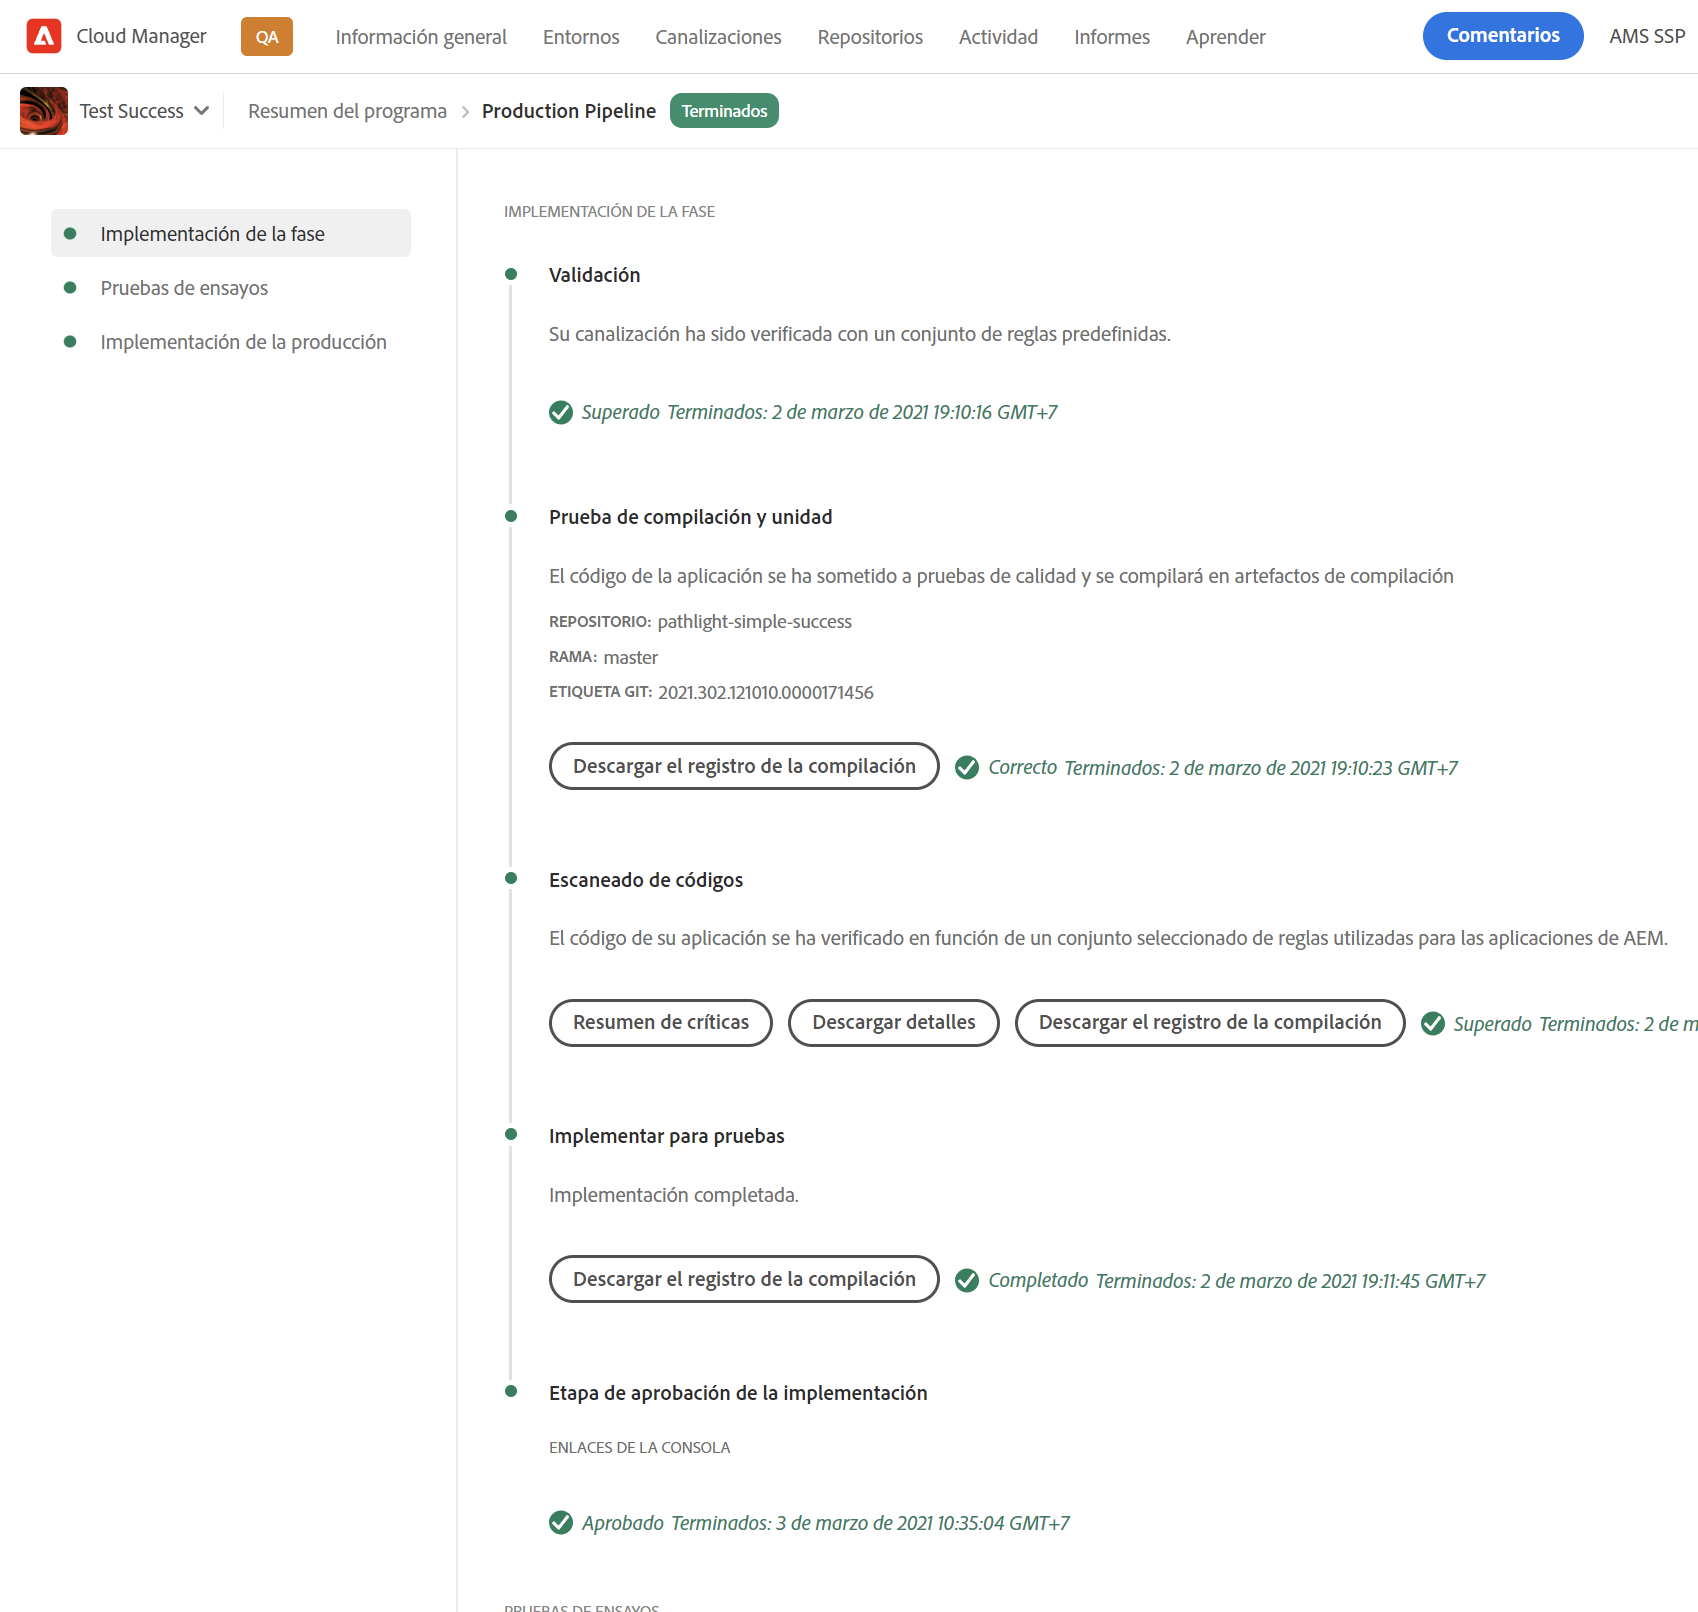 Cloud Manager QA Información general Entornos Canalizaciones Repositorios Actividad Informes Aprender Comentarios AMS SSP
Test Success Resumen del programa Production Pipeline Terminados
Implementación de la fase
Pruebas de ensayos
Implementación de la producción
IMPLEMENTACIÓN DE LA FASE
Validación
Su canalización ha sido verificada con un conjunto de reglas predefinidas.
Superado Terminados: 2 de marzo de 2021 19:10:16 GMT+7
Prueba de compilación y unidad
El código de la aplicación se ha sometido a pruebas de calidad y se compilará en artefactos de compilación
REPOSITORIO: pathlight-simple-success
RAMA: master
ETIQUETA GIT: 2021.302.121010.0000171456
Descargar el registro de la compilación Correcto Terminados: 2 de marzo de 2021 19:10:23 GMT+7
Escaneado de códigos
El código de su aplicación se ha verificado en función de un conjunto seleccionado de reglas utilizadas para las aplicaciones de AEM.
Resumen de críticas Descargar detalles Descargar el registro de la compilación Superado Terminados: 2 de m
Implementar para pruebas
Implementación completada.
Descargar el registro de la compilación Completado Terminados: 2 de marzo de 2021 19:11:45 GMT+7
Etapa de aprobación de la implementación
ENLACES DE LA CONSOLA
Aprobado Terminados: 3 de marzo de 2021 10:35:04 GMT+7
PRUEBAS DE ENSAYOS